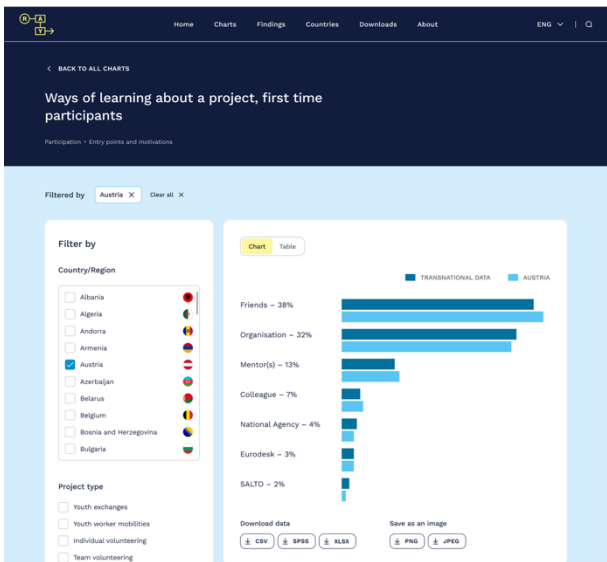 R A
Y
Home Charts Findings Countries Downloads About ENG
BACK TO ALL CHARTS
Ways of learning about a project, first time
participants
Participation • Entry points and motivations
Filtered by Austria × Clear all ×
Filter by
Country/Region
Albania
Algeria
Andorra
Armenia
Austria
Azerbaijan
Belarus
Belgium
Bosnia and Herzegovina
Bulgaria
Project type
Youth exchanges
Youth worker mobilities
Individual volunteering
Team volunteering
Chart Table
TRANSNATIONAL DATA AUSTRIA
Friends – 38%
Organisation – 32%
Mentor(s) – 13%
Colleague – 7%
National Agency – 4%
Eurodesk – 3%
SALTO – 2%
Download data Save as an image
CSV SPSS XLSX PNG JPEG